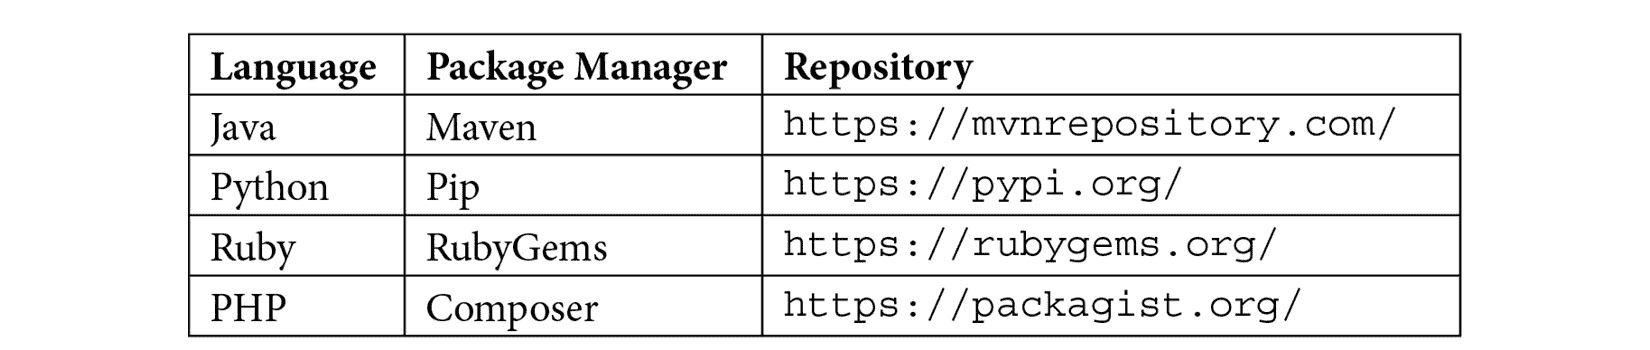 Language Package Manager Repository
Java Maven https://mvnrepository.com/
Python Pip https://pypi.org/
Ruby RubyGems https://rubygems.org/
PHP Composer https://packagist.org/